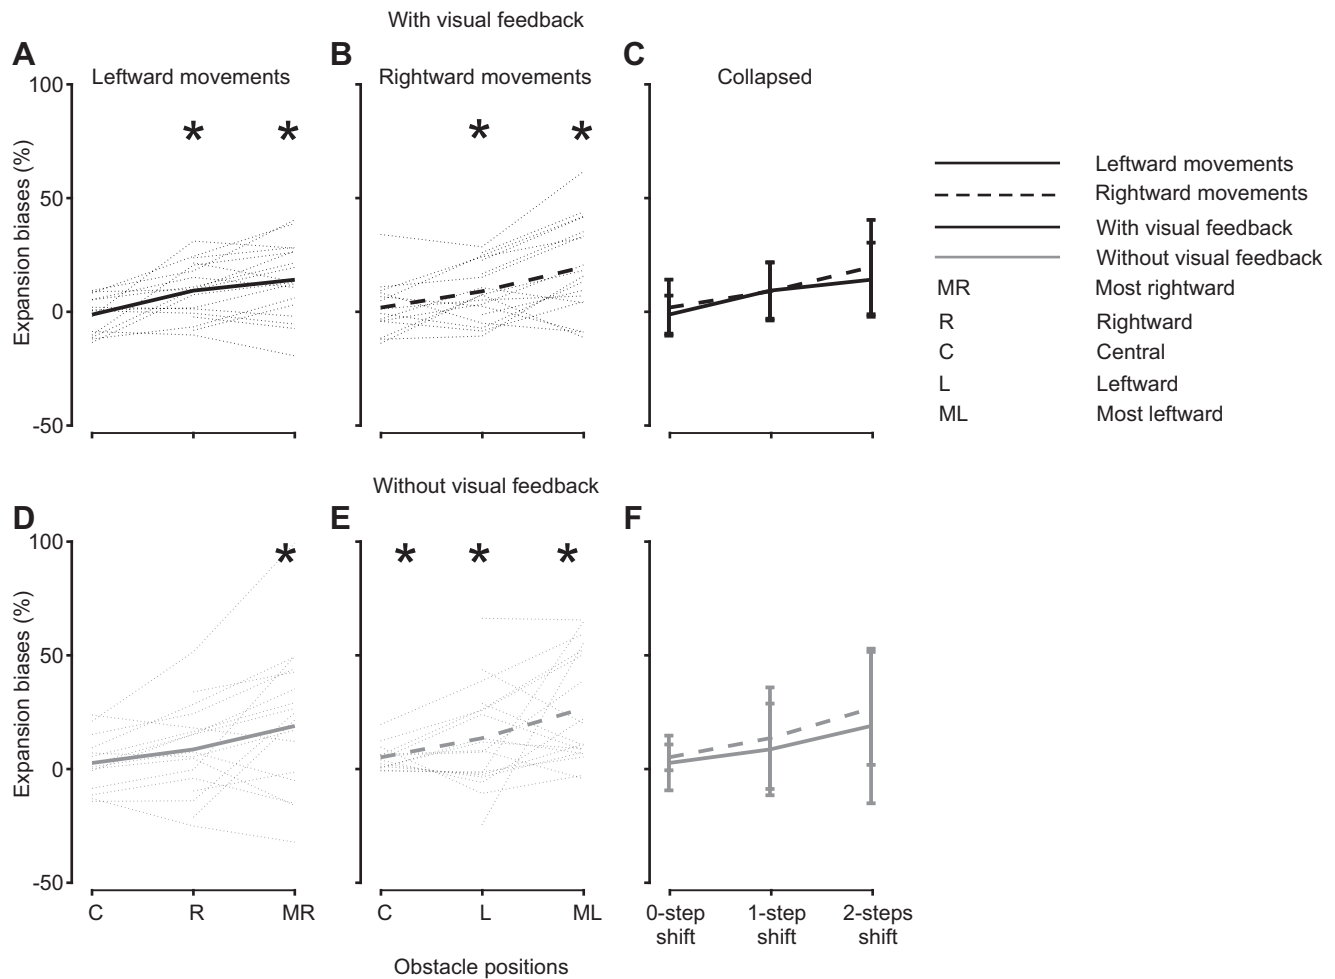 With visual feedback
A
B
C
Leftward movements
Rightward movements
Collapsed
100
50
0
-50
Expansion biases (%)
*
*
*
*
Leftward movements
Rightward movements
With visual feedback
Without visual feedback
MR Most rightward
R Rightward
C Central
L Leftward
ML Most leftward
Without visual feedback
D
E
F
100
50
0
-50
Expansion biases (%)
*
*
*
*
C R MR
C L ML
0-step shift
1-step shift
2-steps shift
Obstacle positions